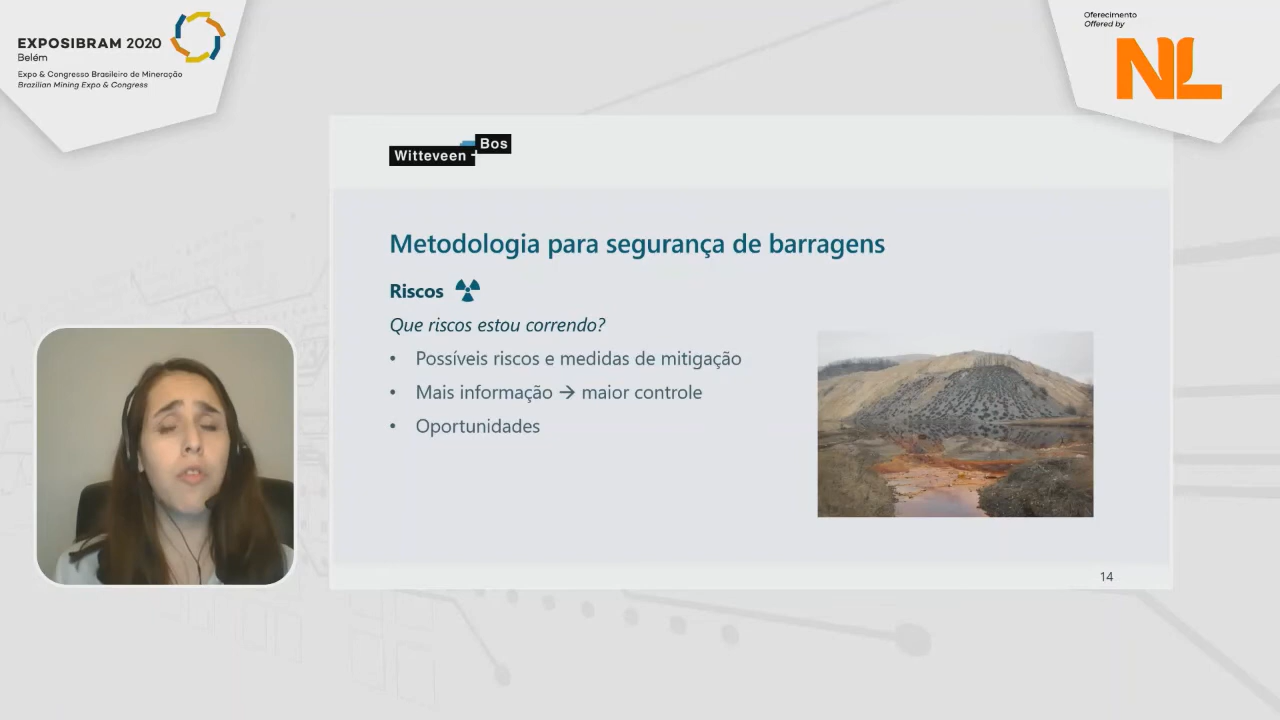 EXPOSIBRAM 2020
Belém
Expo & Congresso Brasileiro de Mineração
Brazilian Mining Expo & Congress
Oferecimento
Offered by
NL
Witteveen + Bos
Metodologia para segurança de barragens
Riscos
Que riscos estou correndo?
• Possíveis riscos e medidas de mitigação
• Mais informação → maior controle
• Oportunidades
14